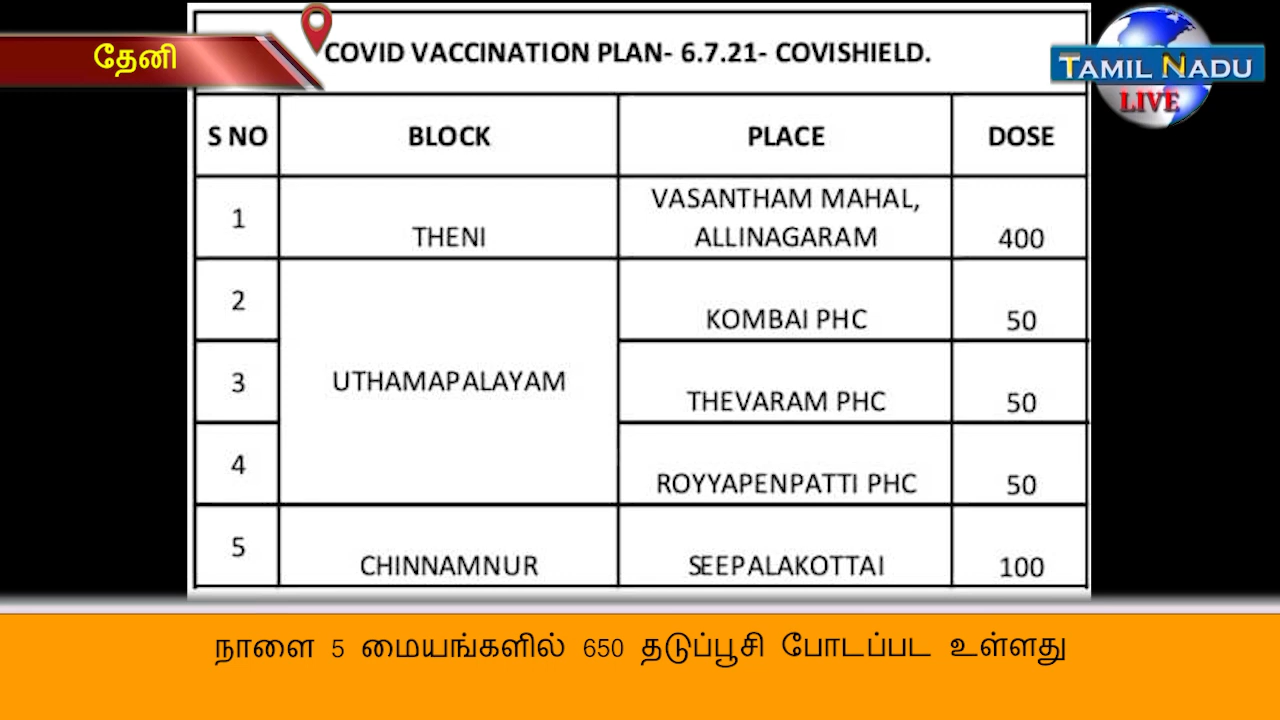 தேனி
COVID VACCINATION PLAN- 6.7.21- COVISHIELD.
TAMIL NADU
LIVE
S NO BLOCK PLACE DOSE
1 THENI VASANTHAM MAHAL,
ALLINAGARAM 400
2 UTHAMAPALAYAM KOMBAI PHC 50
3 THEVARAM PHC 50
4 ROYYAPENPATTI PHC 50
5 CHINNAMNUR SEEPALAKOTTAI 100
நாளை 5 மையங்களில் 650 தடுப்பூசி போடப்பட உள்ளது